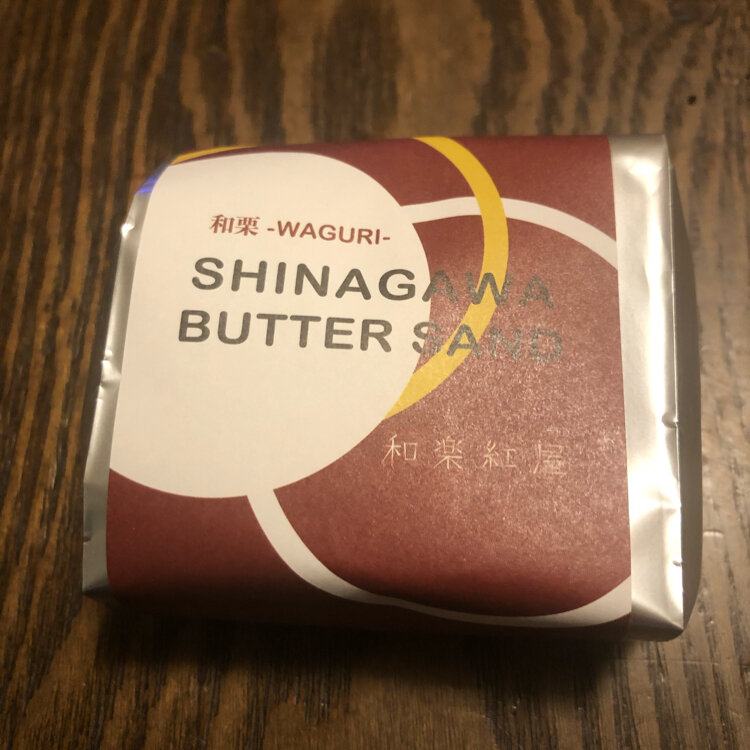 和栗 -WAGURI-
SHINAGAWA
BUTTER SAND
和楽紅屋